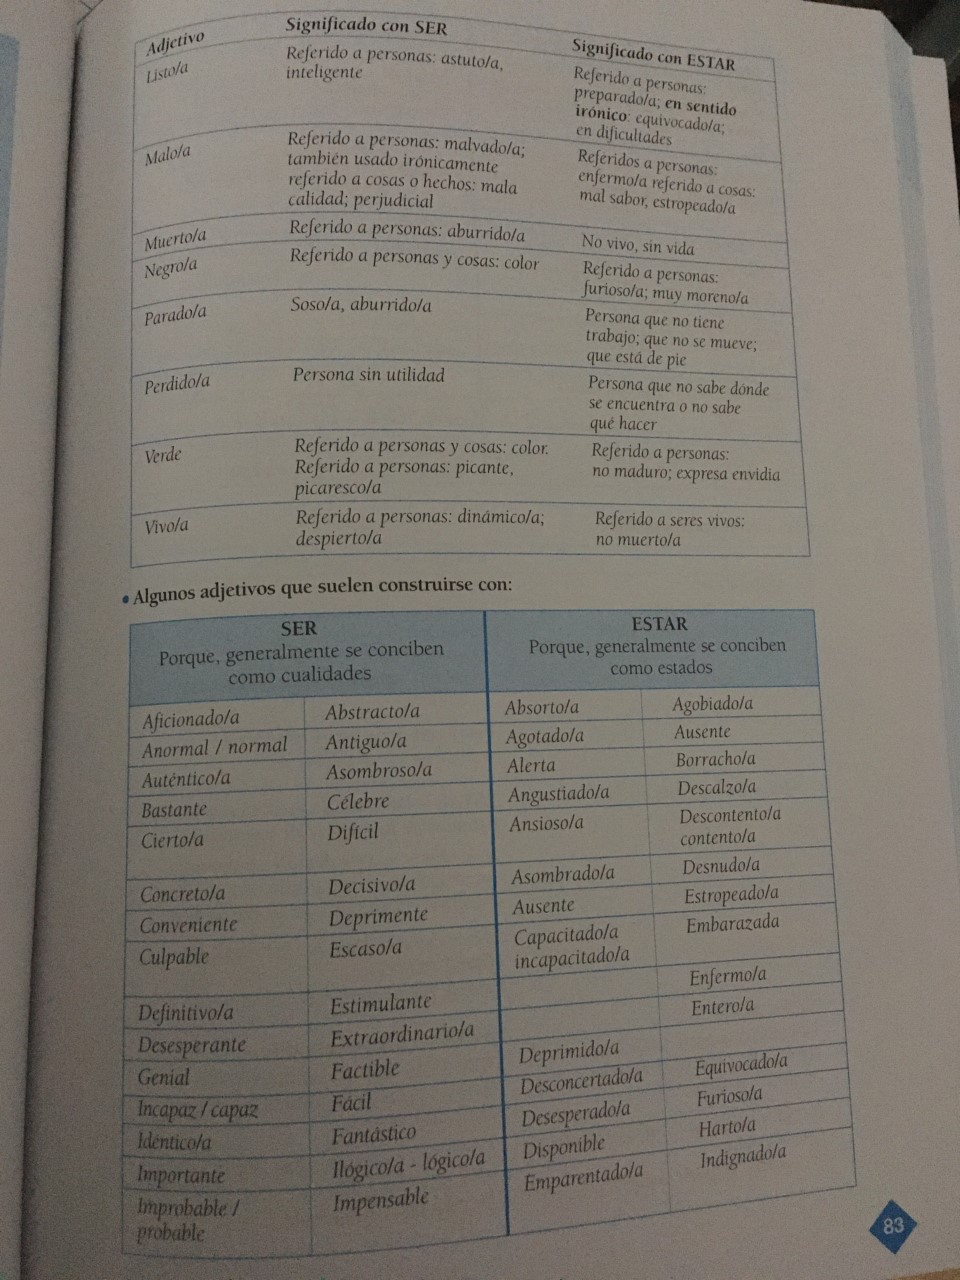 Adjetivo Significado con SER Significado con ESTAR
Listo/a Referido a personas: astuto/a, Referido a personas:
inteligente preparado/a; en sentido
irónico: equivocado/a;
en dificultades
Malo/a Referido a personas: malvado/a; Referidos a personas:
también usado irónicamente enfermo/a referido a cosas:
referido a cosas o hechos: mala mal sabor, estropeado/a
calidad; perjudicial
Muerto/a Referido a personas: aburrido/a No vivo, sin vida
Negro/a Referido a personas y cosas: color Referido a personas:
furioso/a; muy moreno/a
Parado/a Soso/a, aburrido/a Persona que no tiene
trabajo; que no se mueve;
que está de pie
Perdido/a Persona sin utilidad Persona que no sabe dónde
se encuentra o no sabe
qué hacer
Verde Referido a personas y cosas: color. Referido a personas:
Referido a personas: picante, no maduro; expresa envidia
picaresco/a
Vivo/a Referido a personas: dinámico/a; Referido a seres vivos:
despierto/a no muerto/a
• Algunos adjetivos que suelen construirse con:
SER ESTAR
Porque, generalmente se conciben Porque, generalmente se conciben
como cualidades como estados
Aficionado/a Abstracto/a Absorto/a Agobiado/a
Anormal / normal Antiguo/a Agotado/a Ausente
Auténtico/a Asombroso/a Alerta Borracho/a
Bastante Célebre Angustiado/a Descalzo/a
Cierto/a Difícil Ansioso/a Descontento/a
contento/a
Concreto/a Decisivo/a Asombrado/a Desnudo/a
Conveniente Deprimente Ausente Estropeado/a
Culpable Escaso/a Capacitado/a Embarazada
incapacitado/a
Definitivo/a Estimulante Enfermo/a
Desesperante Extraordinario/a Entero/a
Genial Factible Deprimido/a
Incapaz / capaz Fácil Desconcertado/a Equivocado/a
Idéntico/a Fantástico Desesperado/a Furioso/a
Importante Ilógico/a - lógico/a Disponible Harto/a
Improbable / Impensable Emparentado/a Indignado/a
probable
83